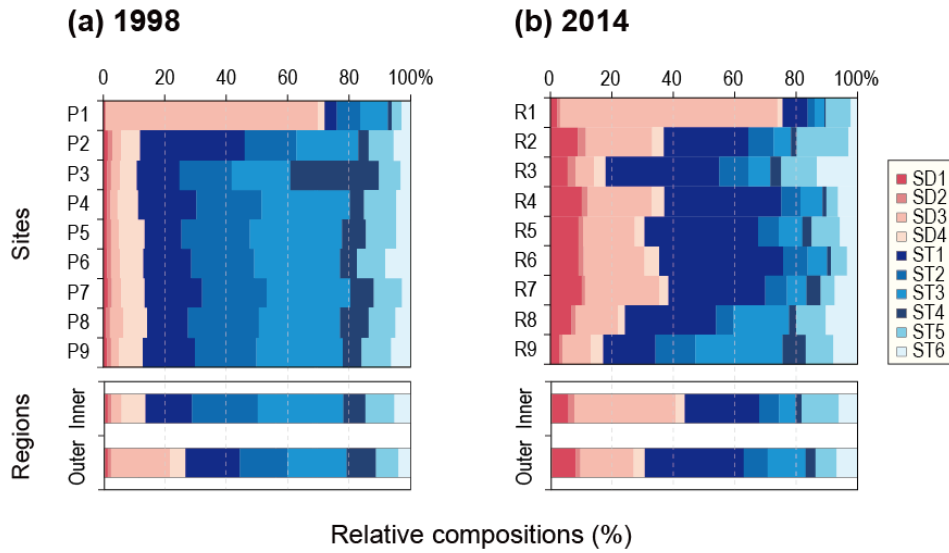 (a) 1998
(b) 2014
0 20 40 60 80 100%
0 20 40 60 80 100%
Sites
P1
P2
P3
P4
P5
P6
P7
P8
P9
R1
R2
R3
R4
R5
R6
R7
R8
R9
SD1
SD2
SD3
SD4
ST1
ST2
ST3
ST4
ST5
ST6
Regions
Inner
Outer
Inner
Outer
Relative compositions (%)